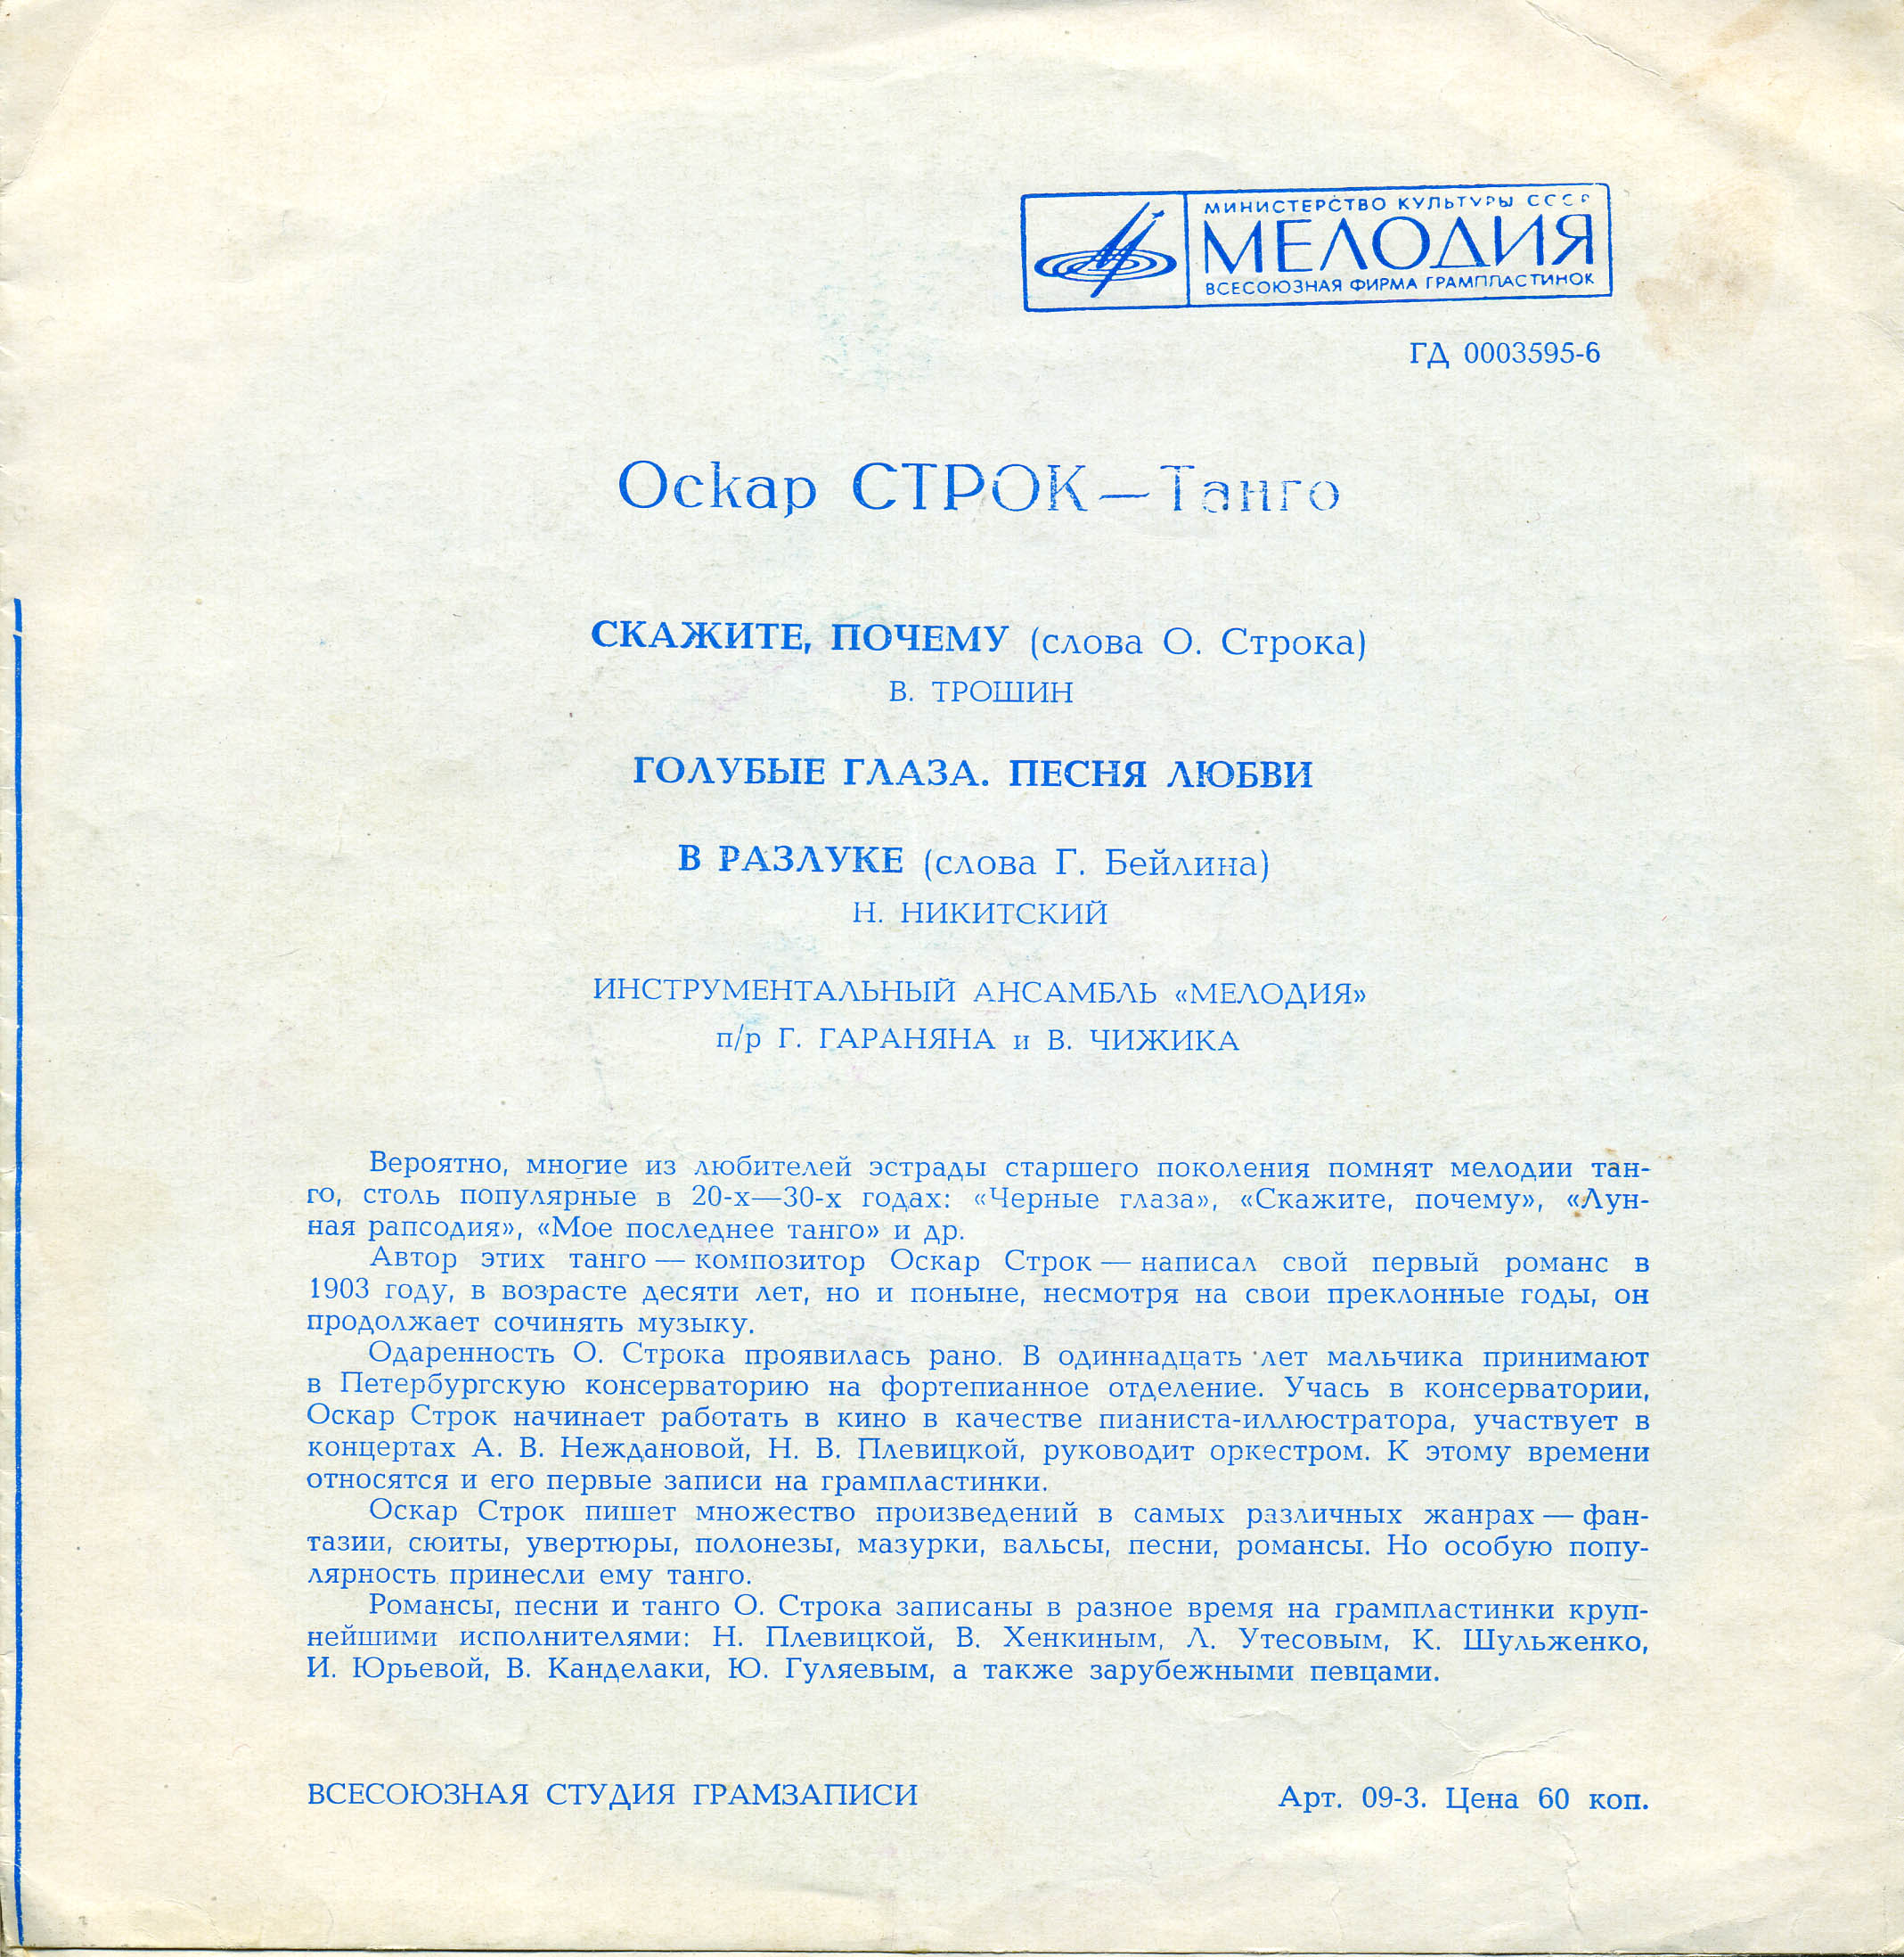 МИНИСТЕРСТВО КУЛЬТУРЫ СССР
МЕЛОДИЯ
ВСЕСОЮЗНАЯ ФИРМА ГРАМПЛАСТИНОК
ГД 0003595-6
Оскар СТРОК — Танго
СКАЖИТЕ, ПОЧЕМУ (слова О. Строка)
В. ТРОШИН
ГОЛУБЫЕ ГЛАЗА. ПЕСНЯ ЛЮБВИ
В РАЗЛУКЕ (слова Г. Бейлина)
Н. НИКИТСКИЙ
ИНСТРУМЕНТАЛЬНЫЙ АНСАМБЛЬ «МЕЛОДИЯ»
п/р Г. ГАРАНЯНА и В. ЧИЖИКА
Вероятно, многие из любителей эстрады старшего поколения помнят мелодии тан-
го, столь популярные в 20-х—30-х годах: «Черные глаза», «Скажите, почему», «Лун-
ная рапсодия», «Мое последнее танго» и др.
Автор этих танго — композитор Оскар Строк — написал свой первый романс в
1903 году, в возрасте десяти лет, но и поныне, несмотря на свои преклонные годы, он
продолжает сочинять музыку.
Одаренность О. Строка проявилась рано. В одиннадцать лет мальчика принимают
в Петербургскую консерваторию на фортепианное отделение. Учась в консерватории,
Оскар Строк начинает работать в кино в качестве пианиста-иллюстратора, участвует в
концертах А. В. Неждановой, Н. В. Плевицкой, руководит оркестром. К этому времени
относятся и его первые записи на грампластинки.
Оскар Строк пишет множество произведений в самых различных жанрах — фан-
тазии, сюиты, увертюры, полонезы, мазурки, вальсы, песни, романсы. Но особую попу-
лярность принесли ему танго.
Романсы, песни и танго О. Строка записаны в разное время на грампластинки круп-
нейшими исполнителями: Н. Плевицкой, В. Хенкиным, Л. Утесовым, К. Шульженко,
И. Юрьевой, В. Канделаки, Ю. Гуляевым, а также зарубежными певцами.
ВСЕСОЮЗНАЯ СТУДИЯ ГРАМЗАПИСИ
Арт. 09-3. Цена 60 коп.